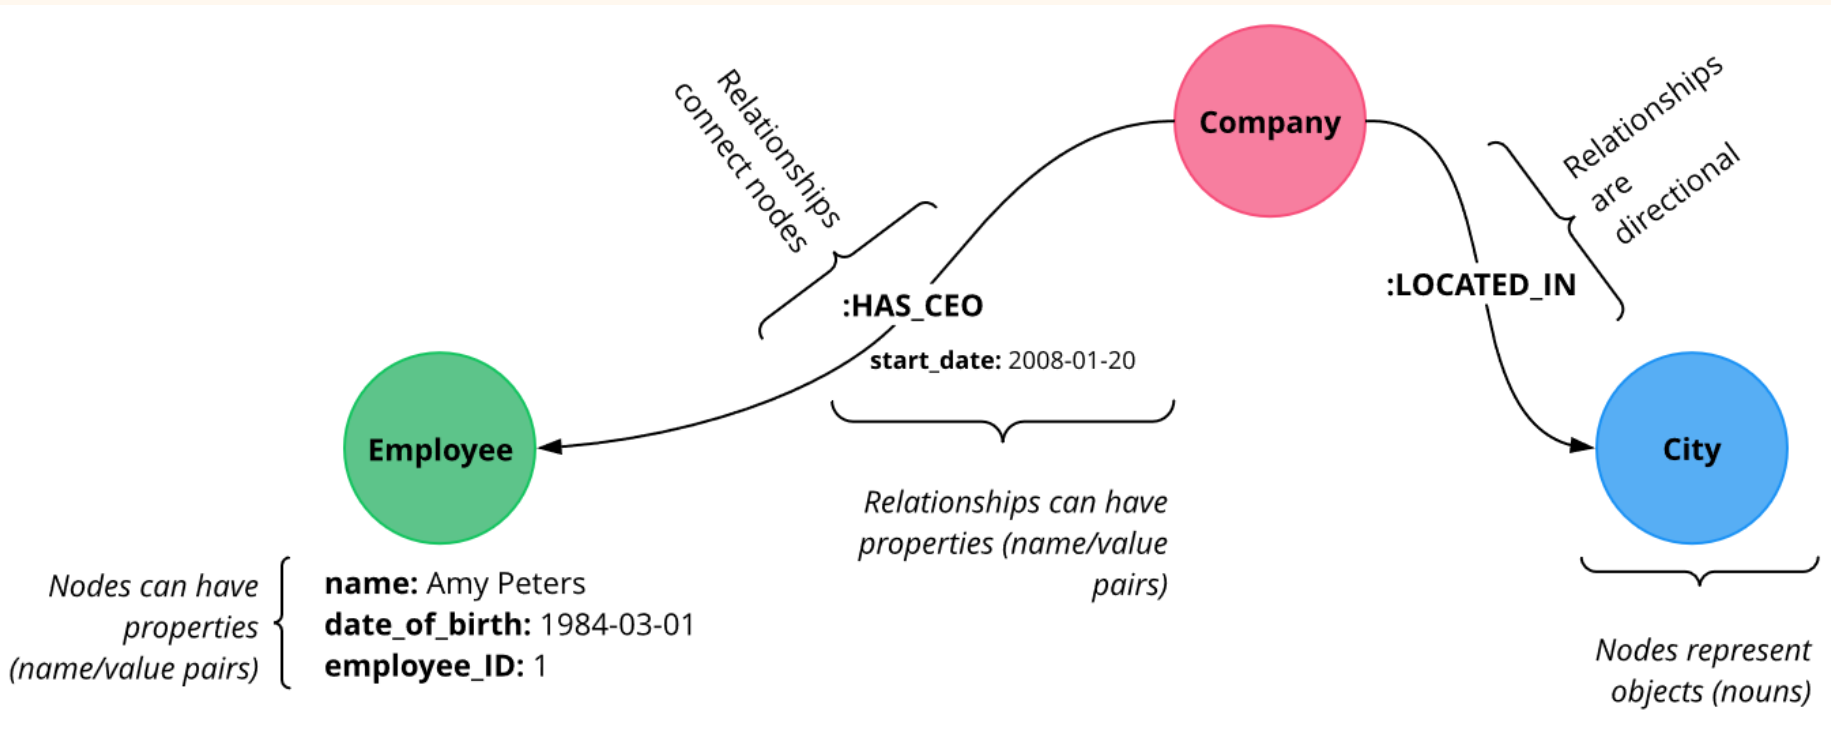 Relationships
connect nodes
Company
Relationships
are
directional
:HAS_CEO
start_date: 2008-01-20
:LOCATED_IN
Employee
City
Relationships can have
properties (name/value
pairs)
Nodes can have
properties
(name/value pairs)
name: Amy Peters
date_of_birth: 1984-03-01
employee_ID: 1
Nodes represent
objects (nouns)